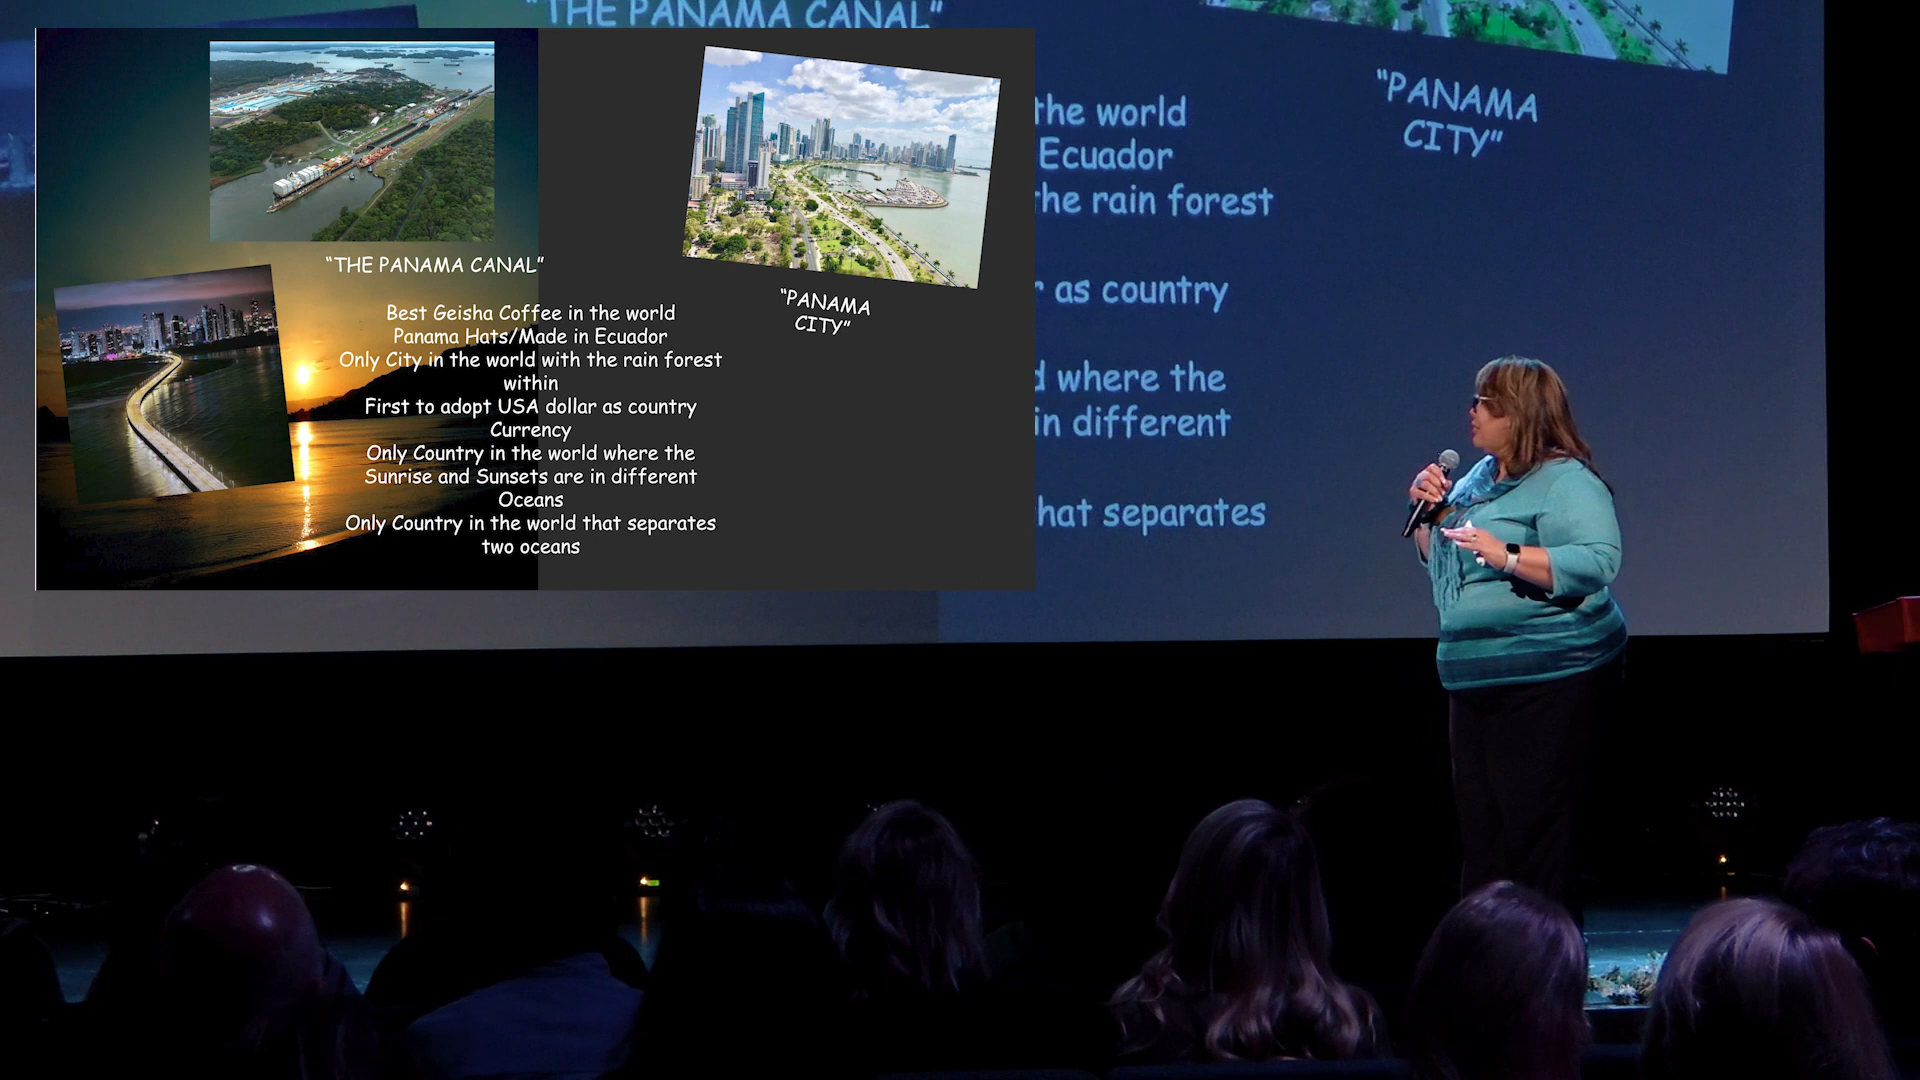 “THE PANAMA CANAL”
“THE PANAMA CANAL”
Best Geisha Coffee in the world
Panama Hats/Made in Ecuador
Only City in the world with the rain forest
within
First to adopt USA dollar as country
Currency
Only Country in the world where the
Sunrise and Sunsets are in different
Oceans
Only Country in the world that separates
two oceans
“PANAMA
CITY”
“PANAMA
CITY”
the world
Ecuador
the rain forest
r as country
d where the
in different
hat separates